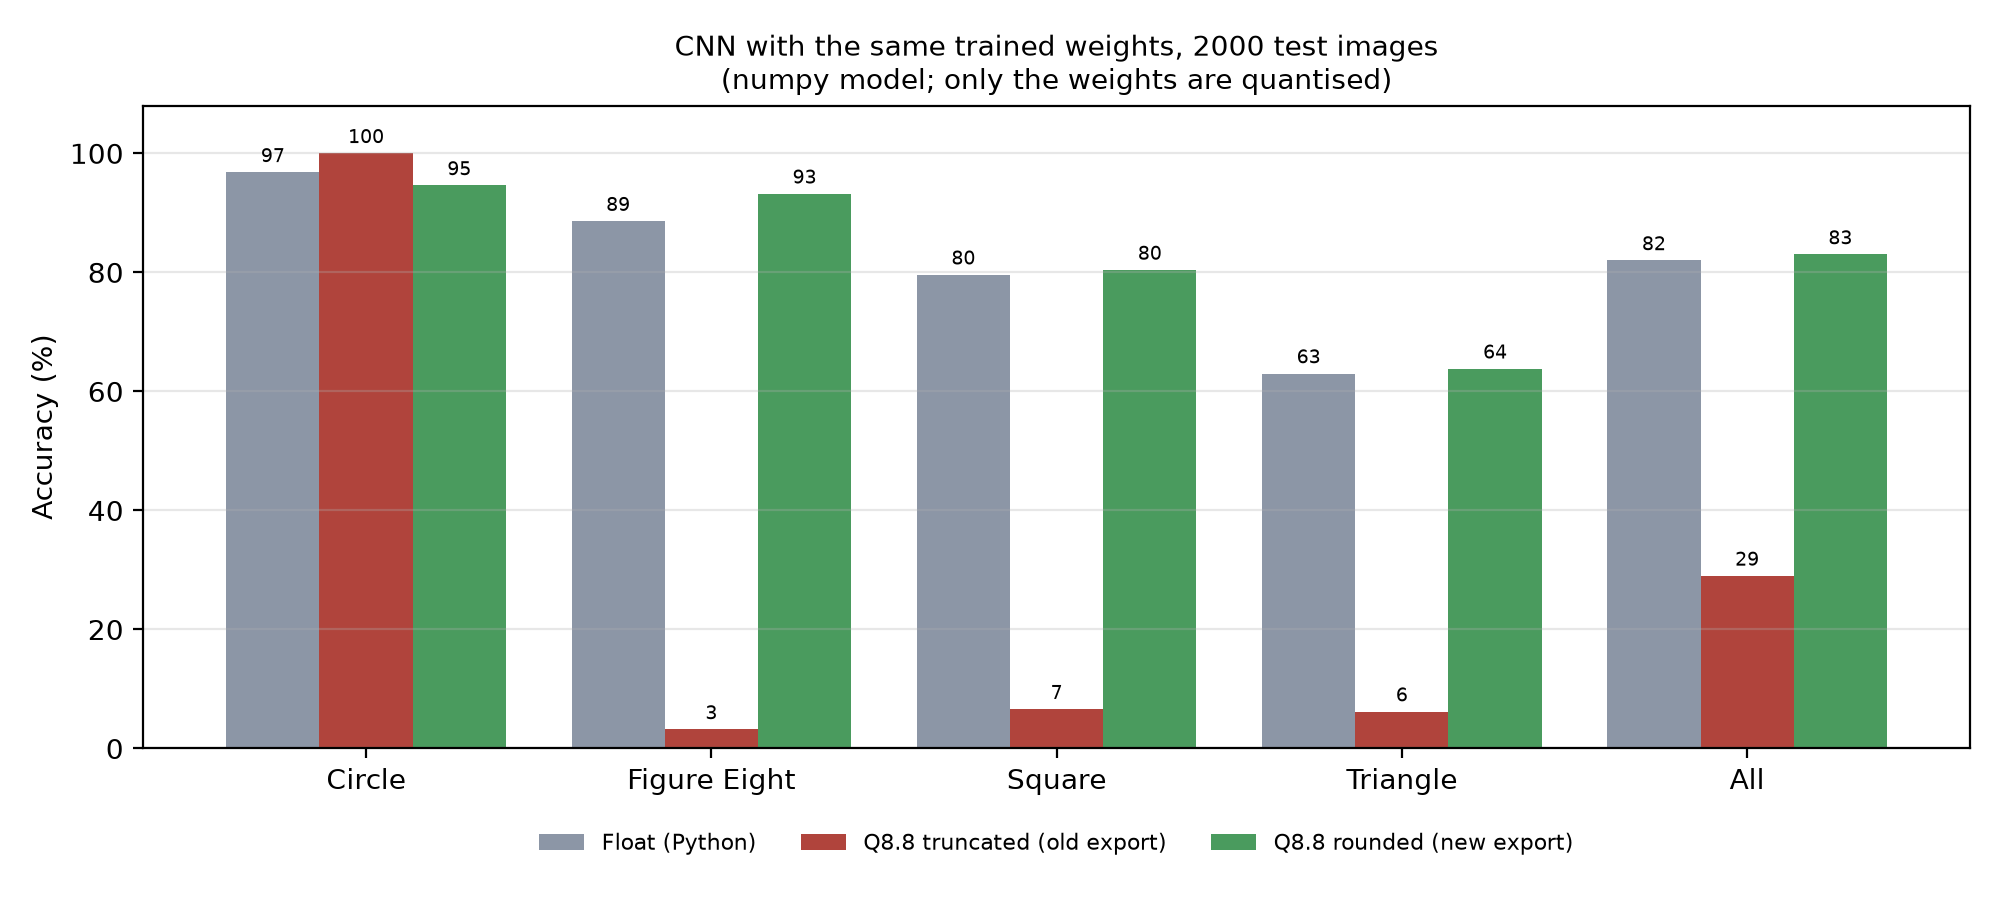 CNN with the same trained weights, 2000 test images
(numpy model; only the weights are quantised)
Accuracy (%)
100
80
60
40
20
0
97
100
95
89
3
93
80
7
80
63
6
64
82
29
83
Circle
Figure Eight
Square
Triangle
All
Float (Python)
Q8.8 truncated (old export)
Q8.8 rounded (new export)